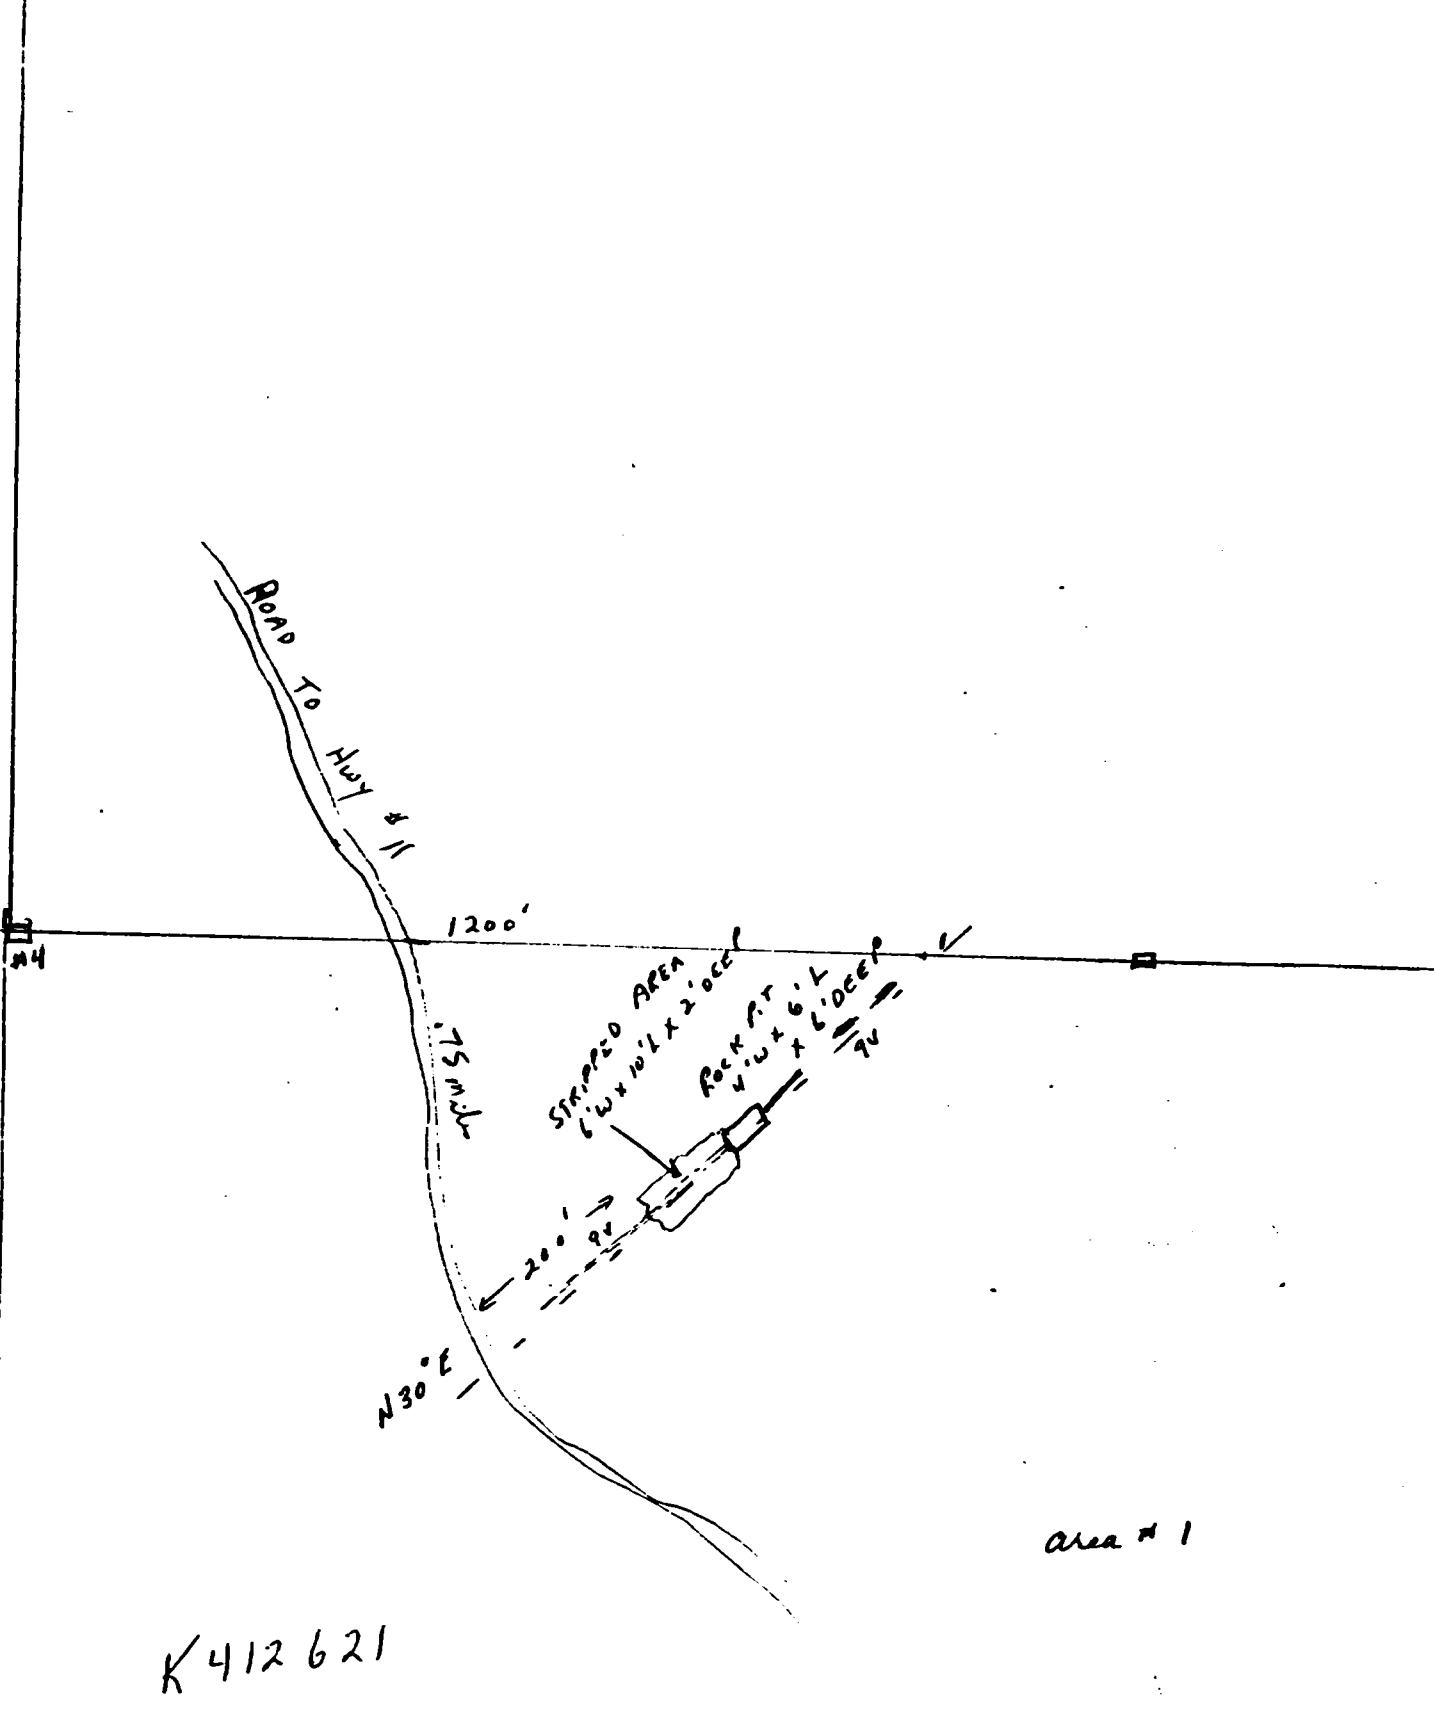 ROAD TO HWY # 11
#4
1200'
.75 mile
STRIPPED AREA
6'W x 10'L x 2' DEEP
ROCK PIT
4'W x 6'L
x 6' DEEP
qv
200'
qv
N30°E
area # 1
K 412621